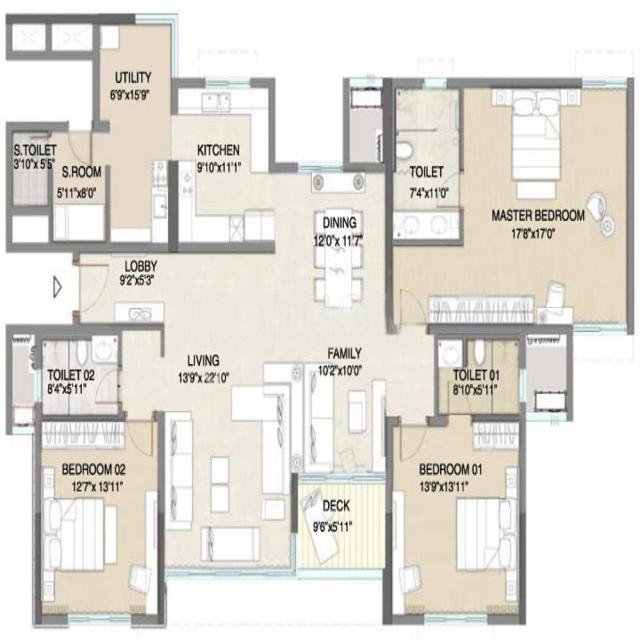 UTILITY
6'9"x15'9"
S.TOILET
3'10"x 5'5"
S.ROOM
5'11"x8'0"
KITCHEN
9'10"x11'1"
TOILET
7'4"x11'0"
MASTER BEDROOM
17'8"x17'0"
DINING
12'0"x 11'7"
LOBBY
9'2"x5'3"
LIVING
13'9"x 22'10"
FAMILY
10'2"x10'0"
TOILET 02
8'4"x5'11"
TOILET 01
8'10"x5'11"
BEDROOM 02
12'7"x 13'11"
BEDROOM 01
13'9"x13'11"
DECK
9'6"x5'11"